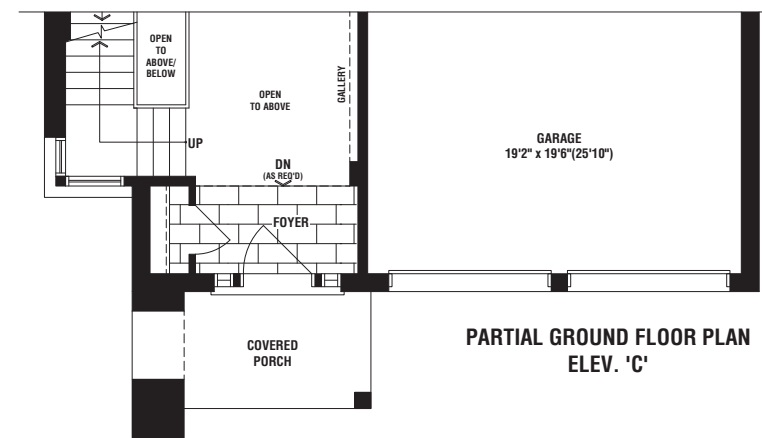 OPEN
TO
ABOVE/
BELOW
OPEN
TO ABOVE
GALLERY
UP
DN
(AS REQ'D)
FOYER
GARAGE
19'2" x 19'6"(25'10")
COVERED
PORCH
PARTIAL GROUND FLOOR PLAN
ELEV. 'C'